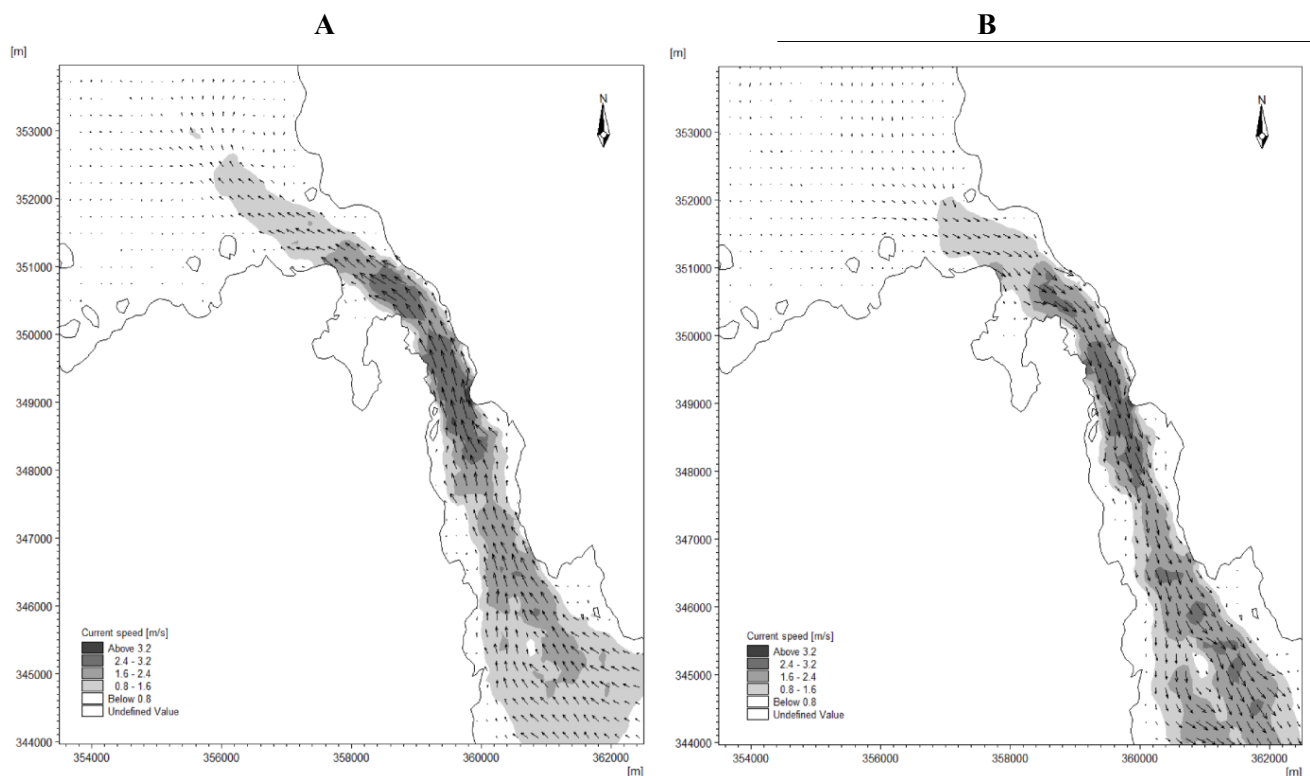 A
B
[m]
N
353000
352000
351000
350000
349000
348000
347000
346000
345000
344000
Current speed [m/s]
Above 3.2
2.4 - 3.2
1.6 - 2.4
0.8 - 1.6
Below 0.8
Undefined Value
354000 356000 358000 360000 362000
[m]
[m]
N
353000
352000
351000
350000
349000
348000
347000
346000
345000
344000
Current speed [m/s]
Above 3.2
2.4 - 3.2
1.6 - 2.4
0.8 - 1.6
Below 0.8
Undefined Value
354000 356000 358000 360000 362000
[m]